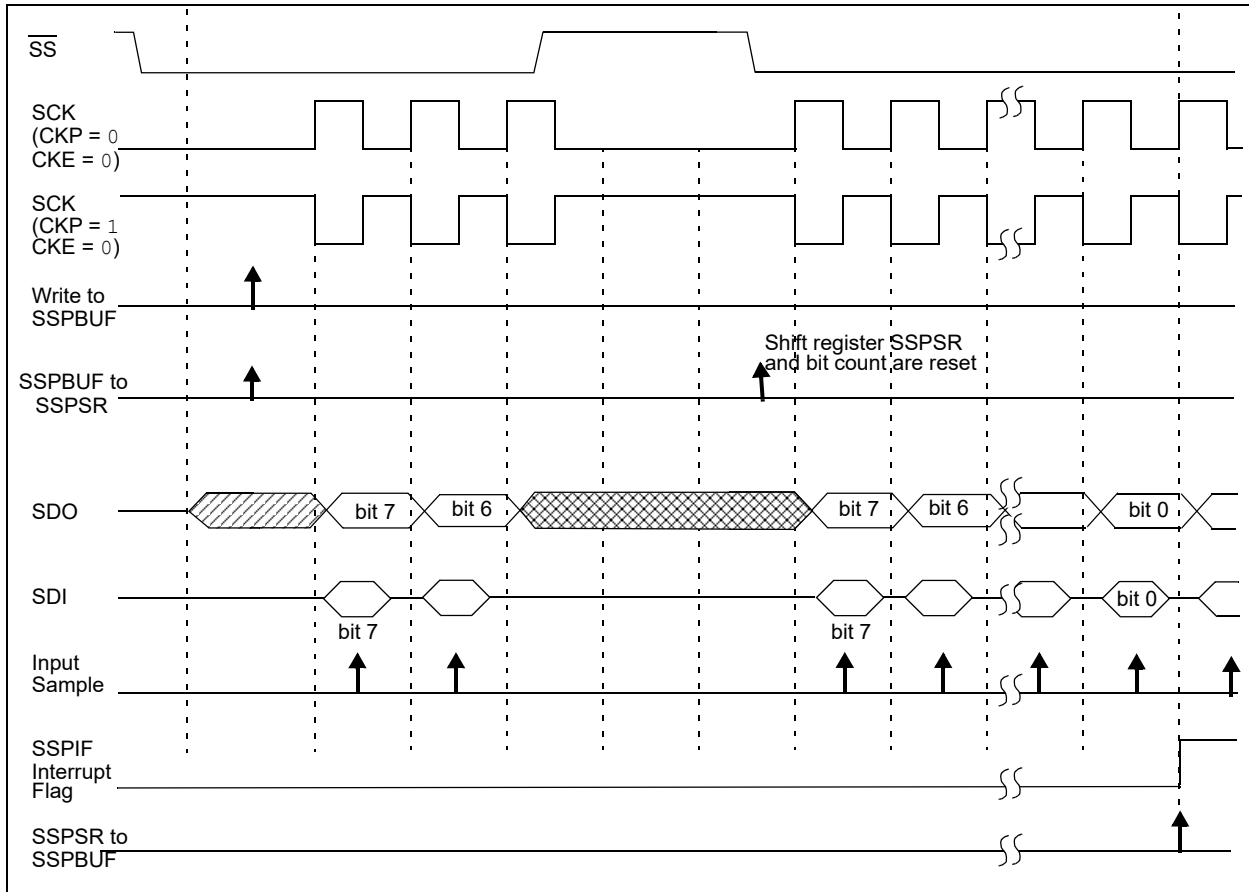 SS
SCK
(CKP = 0
CKE = 0)
SCK
(CKP = 1
CKE = 0)
Write to
SSPBUF
Shift register SSPSR
and bit count are reset
SSPBUF to
SSPSR
SDO
bit 7
bit 6
bit 7
bit 6
bit 0
SDI
bit 0
bit 7
bit 7
Input
Sample
SSPIF
Interrupt
Flag
SSPSR to
SSPBUF